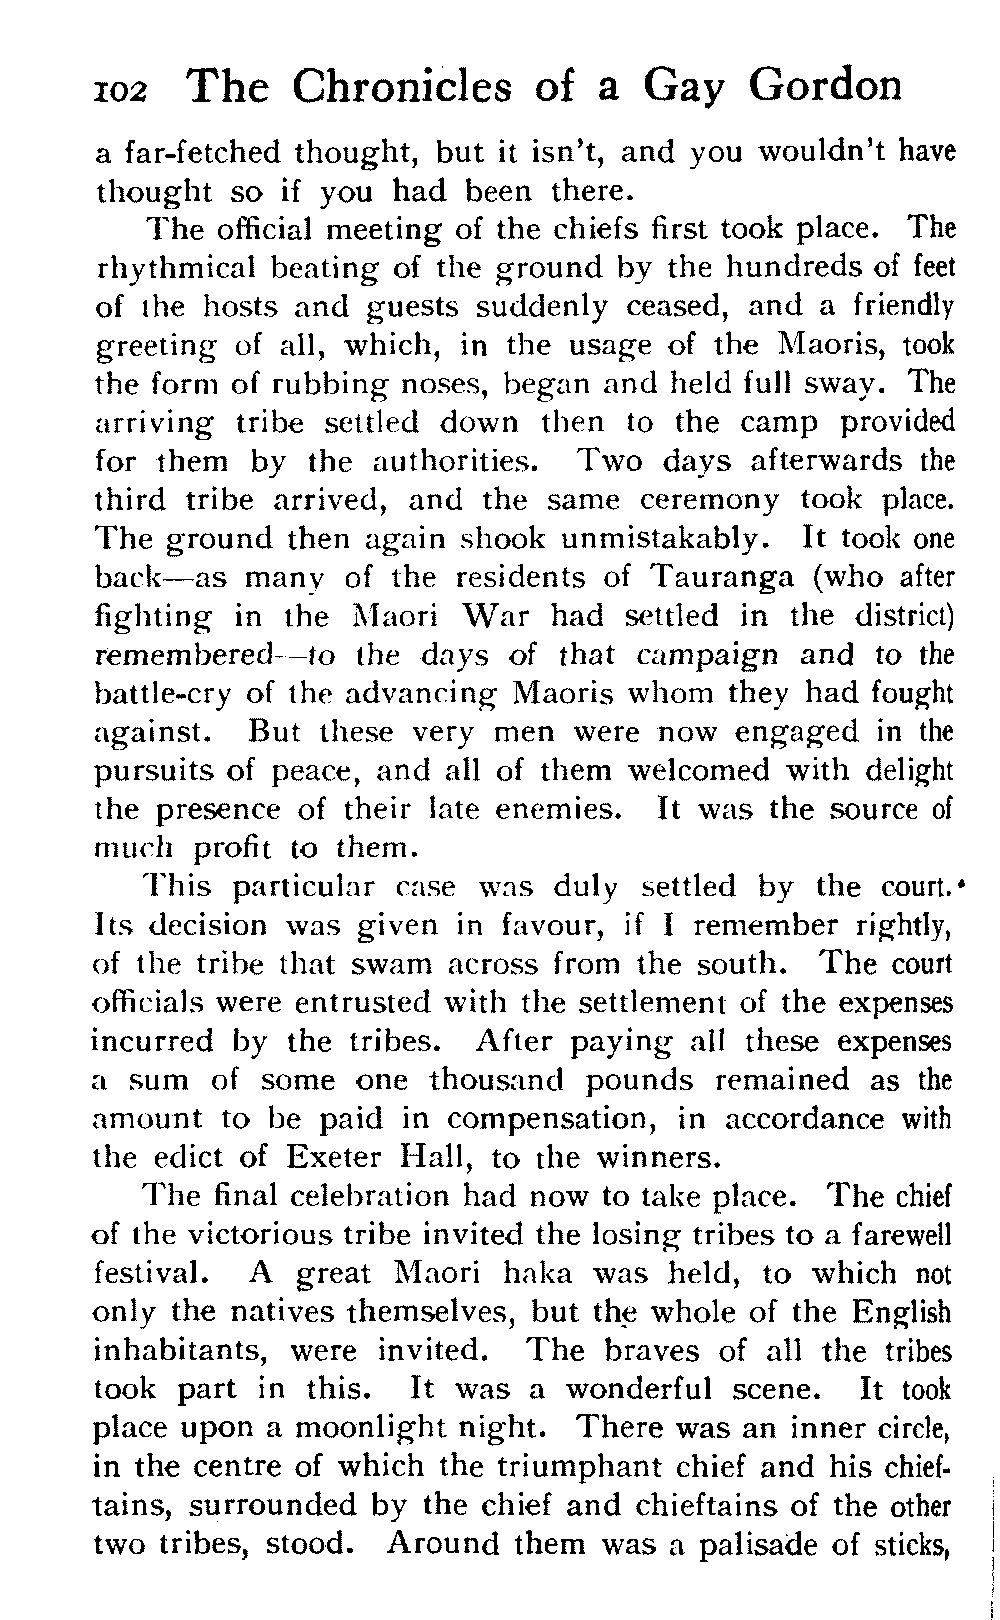 102 The Chronicles of a Gay Gordon
a far-fetched thought, but it isn't, and you wouldn't have
thought so if you had been there.
The official meeting of the chiefs first took place. The
rhythmical beating of the ground by the hundreds of feet
of the hosts and guests suddenly ceased, and a friendly
greeting of all, which, in the usage of the Maoris, took
the form of rubbing noses, began and held full sway. The
arriving tribe settled down then to the camp provided
for them by the authorities. Two days afterwards the
third tribe arrived, and the same ceremony took place.
The ground then again shook unmistakably. It took one
back—as many of the residents of Tauranga (who after
fighting in the Maori War had settled in the district)
remembered—to the days of that campaign and to the
battle-cry of the advancing Maoris whom they had fought
against. But these very men were now engaged in the
pursuits of peace, and all of them welcomed with delight
the presence of their late enemies. It was the source of
much profit to them.
This particular case was duly settled by the court.
Its decision was given in favour, if I remember rightly,
of the tribe that swam across from the south. The court
officials were entrusted with the settlement of the expenses
incurred by the tribes. After paying all these expenses
a sum of some one thousand pounds remained as the
amount to be paid in compensation, in accordance with
the edict of Exeter Hall, to the winners.
The final celebration had now to take place. The chief
of the victorious tribe invited the losing tribes to a farewell
festival. A great Maori haka was held, to which not
only the natives themselves, but the whole of the English
inhabitants, were invited. The braves of all the tribes
took part in this. It was a wonderful scene. It took
place upon a moonlight night. There was an inner circle,
in the centre of which the triumphant chief and his chief-
tains, surrounded by the chief and chieftains of the other
two tribes, stood. Around them was a palisade of sticks,